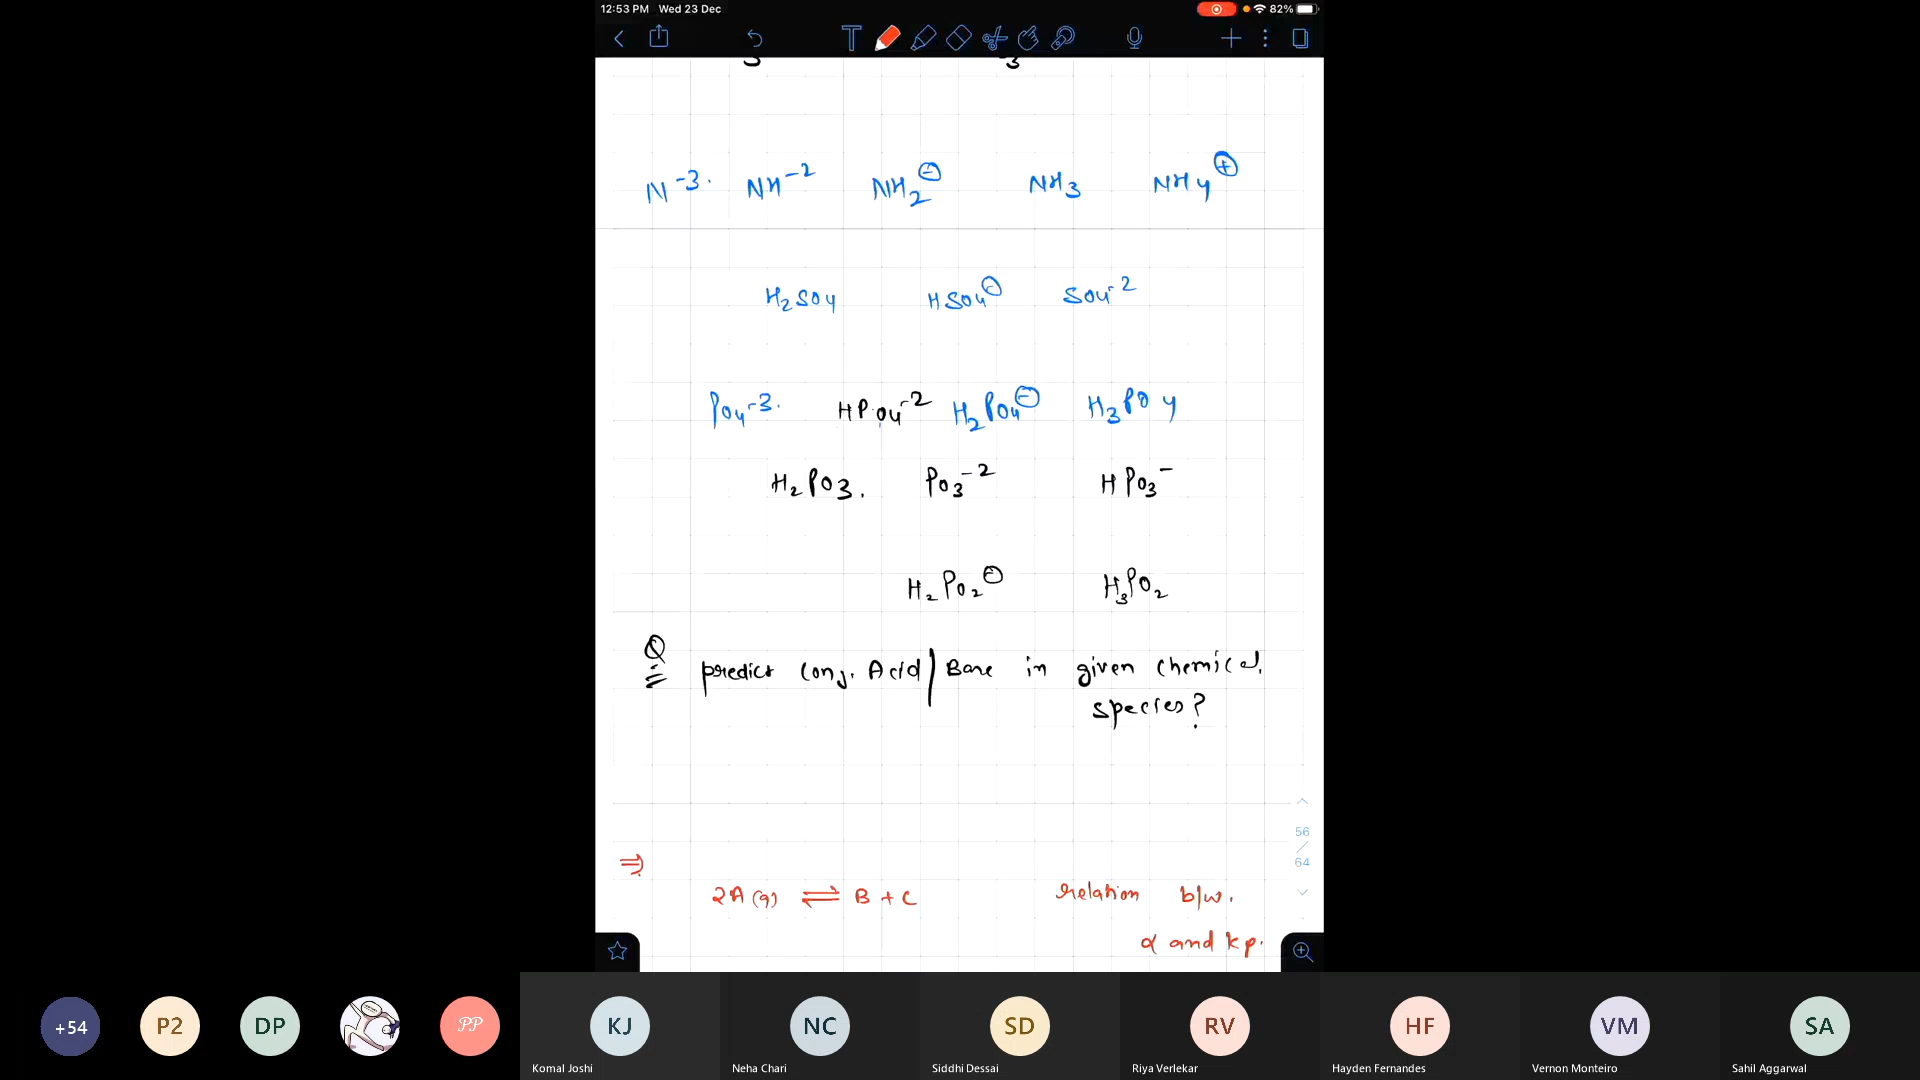 12:53 PM Wed 23 Dec 82%
3 3
N⁻³. NH⁻² NH₂⊖ NH₃ NH₄⊕
H₂SO₄ HSO₄⊖ SO₄⁻²
PO₄⁻³. HPO₄⁻² H₂PO₄⊖ H₃PO₄
H₂PO₃. PO₃⁻² HPO₃⁻
H₂PO₂⊖ H₃PO₂
Q predict conj. Acid/Base in given chemical.
species?
56
/
64
⇒
2A(g) ⇌ B + C relation b/w.
α and kp.
+54 P2 DP PP KJ NC SD RV HF VM SA
Komal Joshi Neha Chari Siddhi Dessai Riya Verlekar Hayden Fernandes Vernon Monteiro Sahil Aggarwal